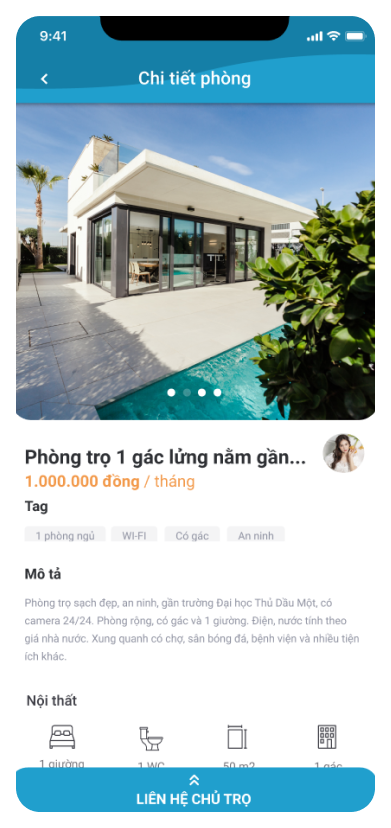 9:41
Chi tiết phòng
Phòng trọ 1 gác lửng nằm gần...
1.000.000 đồng / tháng
Tag
1 phòng ngủ WI-FI Có gác An ninh
Mô tả
Phòng trọ sạch đẹp, an ninh, gần trường Đại học Thủ Dầu Một, có
camera 24/24. Phòng rộng, có gác và 1 giường. Điện, nước tính theo
giá nhà nước. Xung quanh có chợ, sân bóng đá, bệnh viện và nhiều tiện
ích khác.
Nội thất
1 giường 1 WC 50 m2 1 gác
LIÊN HỆ CHỦ TRỌ